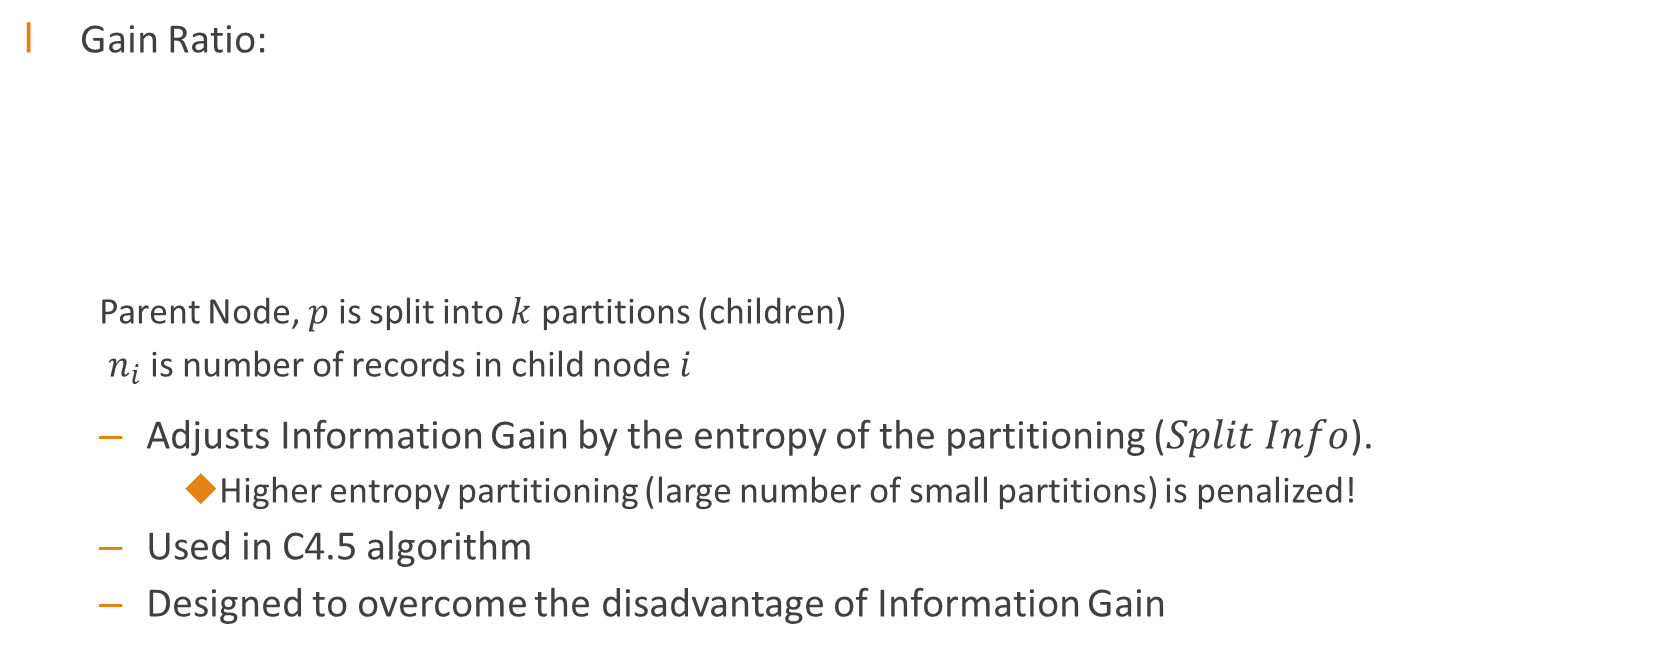 Gain Ratio:
Parent Node, 𝑝 is split into 𝑘 partitions (children)
𝑛ᵢ is number of records in child node 𝑖
– Adjusts Information Gain by the entropy of the partitioning (𝑆𝑝𝑙𝑖𝑡 𝐼𝑛𝑓𝑜).
◆Higher entropy partitioning (large number of small partitions) is penalized!
– Used in C4.5 algorithm
– Designed to overcome the disadvantage of Information Gain